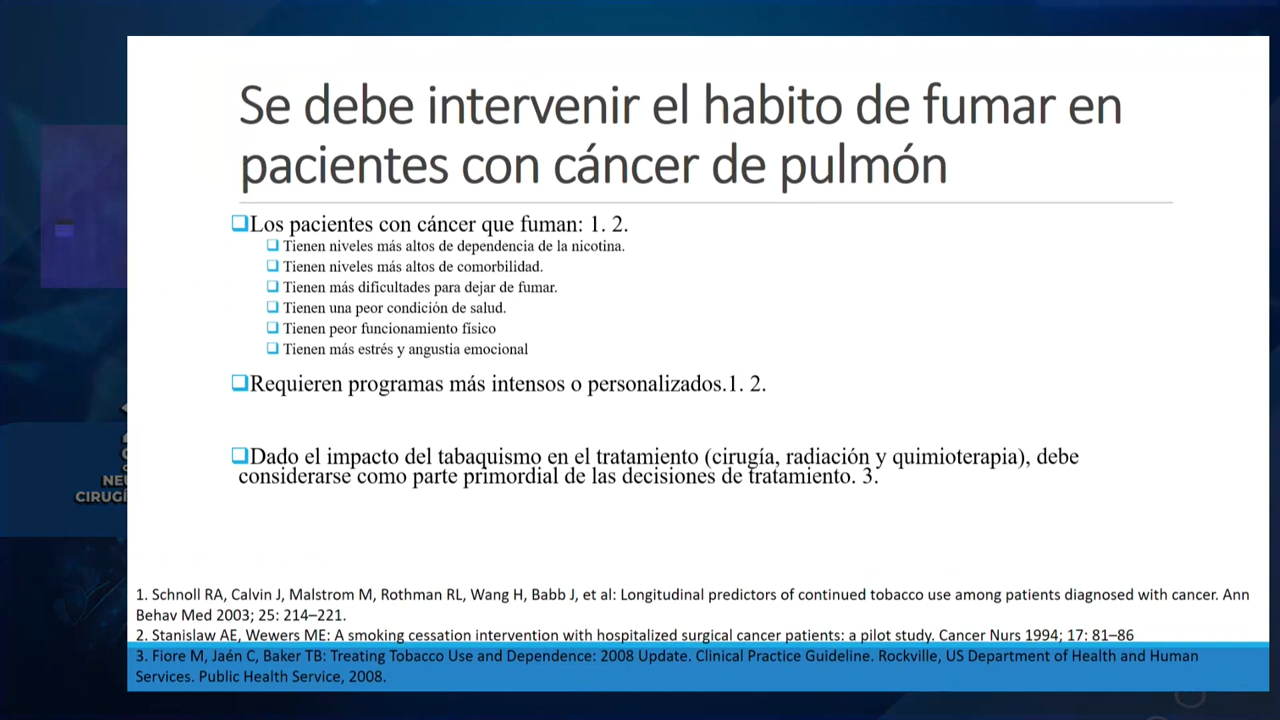 Se debe intervenir el habito de fumar en
pacientes con cáncer de pulmón
Los pacientes con cáncer que fuman: 1. 2.
Tienen niveles más altos de dependencia de la nicotina.
Tienen niveles más altos de comorbilidad.
Tienen más dificultades para dejar de fumar.
Tienen una peor condición de salud.
Tienen peor funcionamiento físico
Tienen más estrés y angustia emocional
Requieren programas más intensos o personalizados.1. 2.
Dado el impacto del tabaquismo en el tratamiento (cirugía, radiación y quimioterapia), debe
considerarse como parte primordial de las decisiones de tratamiento. 3.
NEU
CIRUGÍ
1. Schnoll RA, Calvin J, Malstrom M, Rothman RL, Wang H, Babb J, et al: Longitudinal predictors of continued tobacco use among patients diagnosed with cancer. Ann
Behav Med 2003; 25: 214–221.
2. Stanislaw AE, Wewers ME: A smoking cessation intervention with hospitalized surgical cancer patients: a pilot study. Cancer Nurs 1994; 17: 81–86
3. Fiore M, Jaén C, Baker TB: Treating Tobacco Use and Dependence: 2008 Update. Clinical Practice Guideline. Rockville, US Department of Health and Human
Services. Public Health Service, 2008.